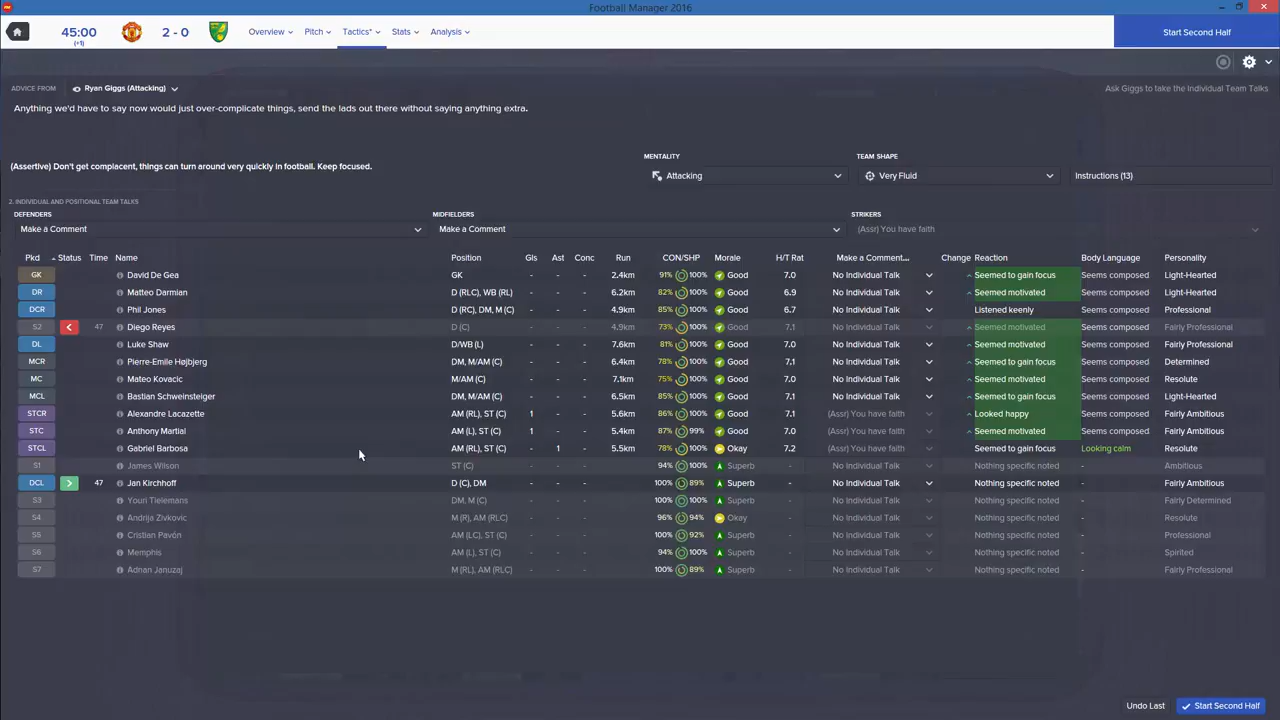 Football Manager 2016
45:00
(+1)
2 - 0
Overview
Pitch
Tactics*
Stats
Analysis
Start Second Half
ADVICE FROM
Ryan Giggs (Attacking)
Ask Giggs to take the Individual Team Talks
Anything we'd have to say now would just over-complicate things, send the lads out there without saying anything extra.
(Assertive) Don't get complacent, things can turn around very quickly in football. Keep focused.
MENTALITY
Attacking
TEAM SHAPE
Very Fluid
Instructions (13)
2. INDIVIDUAL AND POSITIONAL TEAM TALKS
DEFENDERS
Make a Comment
MIDFIELDERS
Make a Comment
STRIKERS
(Assr) You have faith
Pkd Status Time Name Position Gls Ast Conc Run CON/SHP Morale H/T Rat Make a Comment... Change Reaction Body Language Personality
GK David De Gea GK - - - 2.4km 91% 100% Good 7.0 No Individual Talk Seemed to gain focus Seems composed Light-Hearted
DR Matteo Darmian D (RLC), WB (RL) - - - 6.2km 82% 100% Good 6.9 No Individual Talk Seemed motivated Seems composed Light-Hearted
DCR Phil Jones D (RC), DM, M (C) - - - 4.9km 85% 100% Good 6.7 No Individual Talk Listened keenly Seems composed Professional
S2 47 Diego Reyes D (C) - - - 4.9km 73% 100% Good 7.1 No Individual Talk Seemed motivated Seems composed Fairly Professional
DL Luke Shaw D/WB (L) - - - 7.6km 81% 100% Good 7.0 No Individual Talk Seemed motivated Seems composed Fairly Professional
MCR Pierre-Emile Højbjerg DM, M/AM (C) - - - 6.4km 78% 100% Good 7.1 No Individual Talk Seemed to gain focus Seems composed Determined
MC Mateo Kovacic M/AM (C) - - - 7.1km 75% 100% Good 7.0 No Individual Talk Seemed motivated Seems composed Resolute
MCL Bastian Schweinsteiger DM, M/AM (C) - - - 6.5km 85% 100% Good 7.1 No Individual Talk Seemed to gain focus Seems composed Light-Hearted
STCR Alexandre Lacazette AM (RL), ST (C) 1 - - 5.6km 86% 100% Good 7.1 (Assr) You have faith Looked happy Seems composed Fairly Ambitious
STC Anthony Martial AM (L), ST (C) 1 - - 5.4km 87% 99% Good 7.0 (Assr) You have faith Seemed motivated Seems composed Fairly Ambitious
STCL Gabriel Barbosa AM (RL), ST (C) - 1 - 5.5km 78% 100% Okay 7.2 (Assr) You have faith Seemed to gain focus Looking calm Resolute
S1 James Wilson ST (C) - - - - 94% 100% Superb - No Individual Talk Nothing specific noted - Ambitious
DCL 47 Jan Kirchhoff D (C), DM - - - - 100% 89% Superb - No Individual Talk Nothing specific noted - Fairly Ambitious
S3 Youri Tielemans DM, M (C) - - - - 100% 100% Superb - No Individual Talk Nothing specific noted - Fairly Determined
S4 Andrija Zivkovic M (R), AM (RLC) - - - - 96% 94% Okay - No Individual Talk Nothing specific noted - Resolute
S5 Cristian Pavón AM (LC), ST (C) - - - - 100% 92% Superb - No Individual Talk Nothing specific noted - Professional
S6 Memphis AM (L), ST (C) - - - - 94% 100% Superb - No Individual Talk Nothing specific noted - Spirited
S7 Adnan Januzaj M (RL), AM (RLC) - - - - 100% 89% Superb - No Individual Talk Nothing specific noted - Fairly Professional
Undo Last
Start Second Half